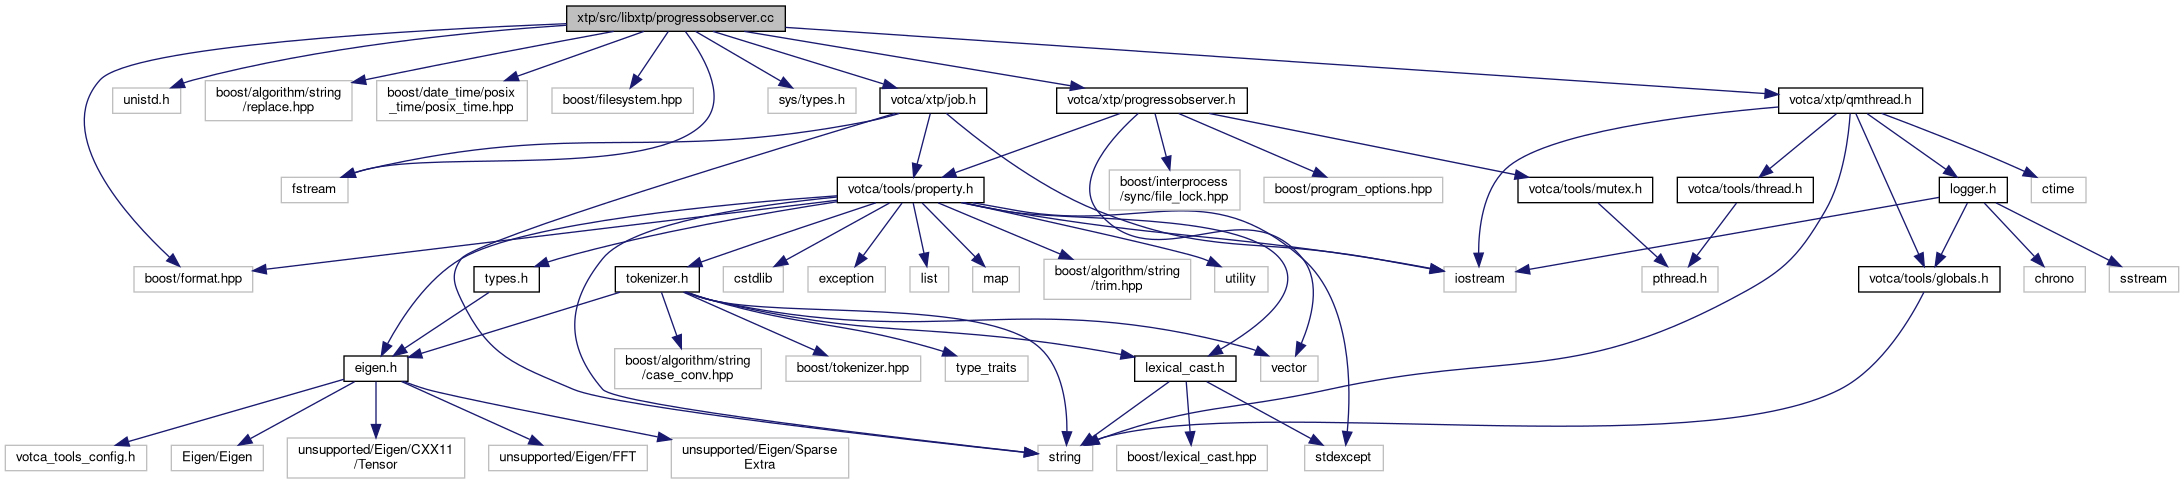 xtp/src/libxtp/progressobserver.cc
unistd.h
boost/algorithm/string
/replace.hpp
boost/date_time/posix
_time/posix_time.hpp
boost/filesystem.hpp
sys/types.h
votca/xtp/job.h
votca/xtp/progressobserver.h
votca/xtp/qmthread.h
fstream
votca/tools/property.h
boost/interprocess
/sync/file_lock.hpp
boost/program_options.hpp
votca/tools/mutex.h
votca/tools/thread.h
logger.h
ctime
boost/format.hpp
types.h
tokenizer.h
cstdlib
exception
list
map
boost/algorithm/string
/trim.hpp
utility
iostream
pthread.h
votca/tools/globals.h
chrono
sstream
eigen.h
boost/algorithm/string
/case_conv.hpp
boost/tokenizer.hpp
type_traits
lexical_cast.h
vector
votca_tools_config.h
Eigen/Eigen
unsupported/Eigen/CXX11
/Tensor
unsupported/Eigen/FFT
unsupported/Eigen/Sparse
Extra
string
boost/lexical_cast.hpp
stdexcept